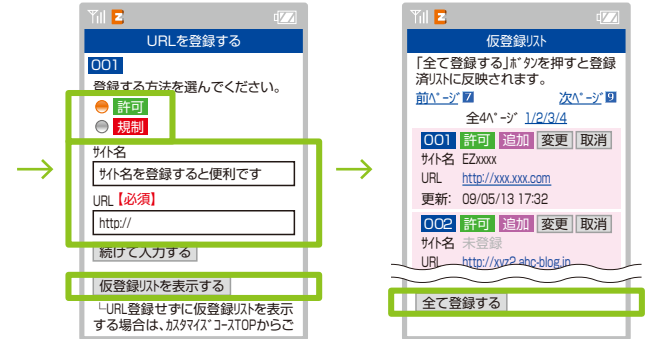 URLを登録する
001
登録する方法を選んでください。
許可
規制
ｻｲﾄ名
ｻｲﾄ名を登録すると便利です
URL【必須】
http://
続けて入力する
仮登録ﾘｽﾄを表示する
└URL登録せずに仮登録ﾘｽﾄを表示
する場合は、ｶｽﾀﾏｲｽﾞｺｰｽTOPからご
仮登録ﾘｽﾄ
「全て登録する」ﾎﾞﾀﾝを押すと登録
済ﾘｽﾄに反映されます。
前ﾍﾟｰｼﾞ 7 次ﾍﾟｰｼﾞ 9
全4ﾍﾟｰｼﾞ 1/2/3/4
001 許可 追加 変更 取消
ｻｲﾄ名 EZxxxx
URL http://xxx.xxx.com
更新: 09/05/13 17:32
002 許可 追加 変更 取消
ｻｲﾄ名 未登録
URL http://xyz2.abc-blog.jp
全て登録する